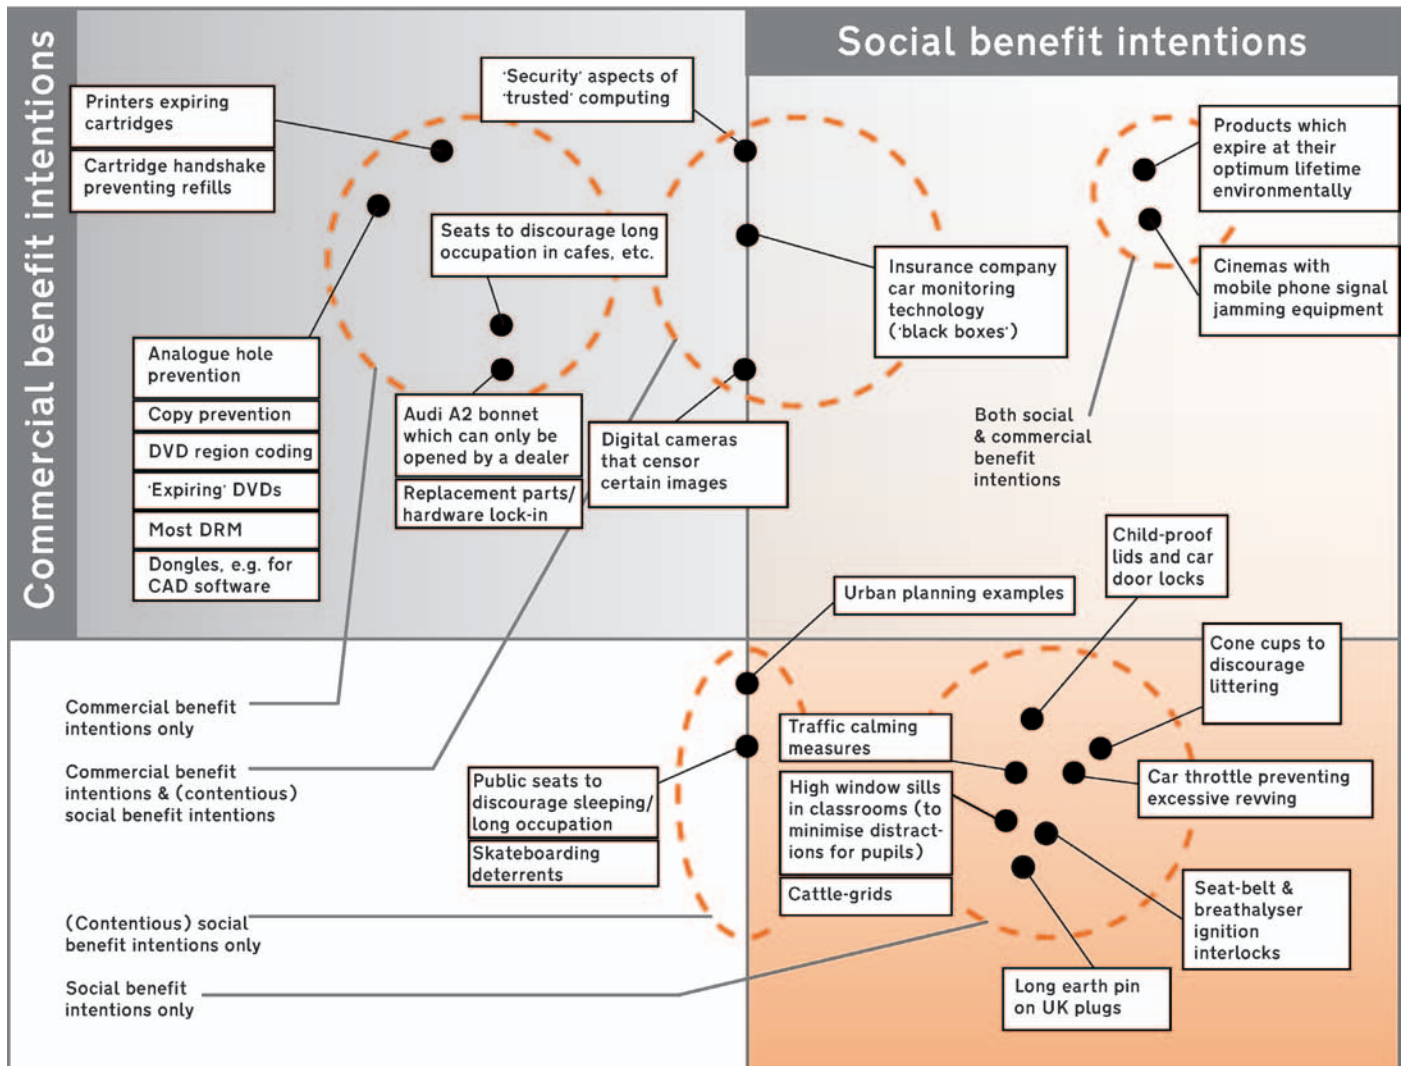 Commercial benefit intentions
Social benefit intentions
'Security' aspects of
'trusted' computing
Printers expiring
cartridges
Cartridge handshake
preventing refills
Products which
expire at their
optimum lifetime
environmentally
Seats to discourage long
occupation in cafes, etc.
Insurance company
car monitoring
technology
('black boxes')
Cinemas with
mobile phone signal
jamming equipment
Analogue hole
prevention
Copy prevention
DVD region coding
'Expiring' DVDs
Most DRM
Dongles, e.g. for
CAD software
Audi A2 bonnet
which can only be
opened by a dealer
Replacement parts/
hardware lock-in
Digital cameras
that censor
certain images
Both social
& commercial
benefit
intentions
Child-proof
lids and car
door locks
Urban planning examples
Cone cups to
discourage
littering
Commercial benefit
intentions only
Traffic calming
measures
Commercial benefit
intentions & (contentious)
social benefit intentions
Public seats to
discourage sleeping/
long occupation
Skateboarding
deterrents
High window sills
in classrooms (to
minimise distract-
ions for pupils)
Cattle-grids
Car throttle preventing
excessive revving
Seat-belt &
breathalyser
ignition
interlocks
(Contentious) social
benefit intentions only
Social benefit
intentions only
Long earth pin
on UK plugs